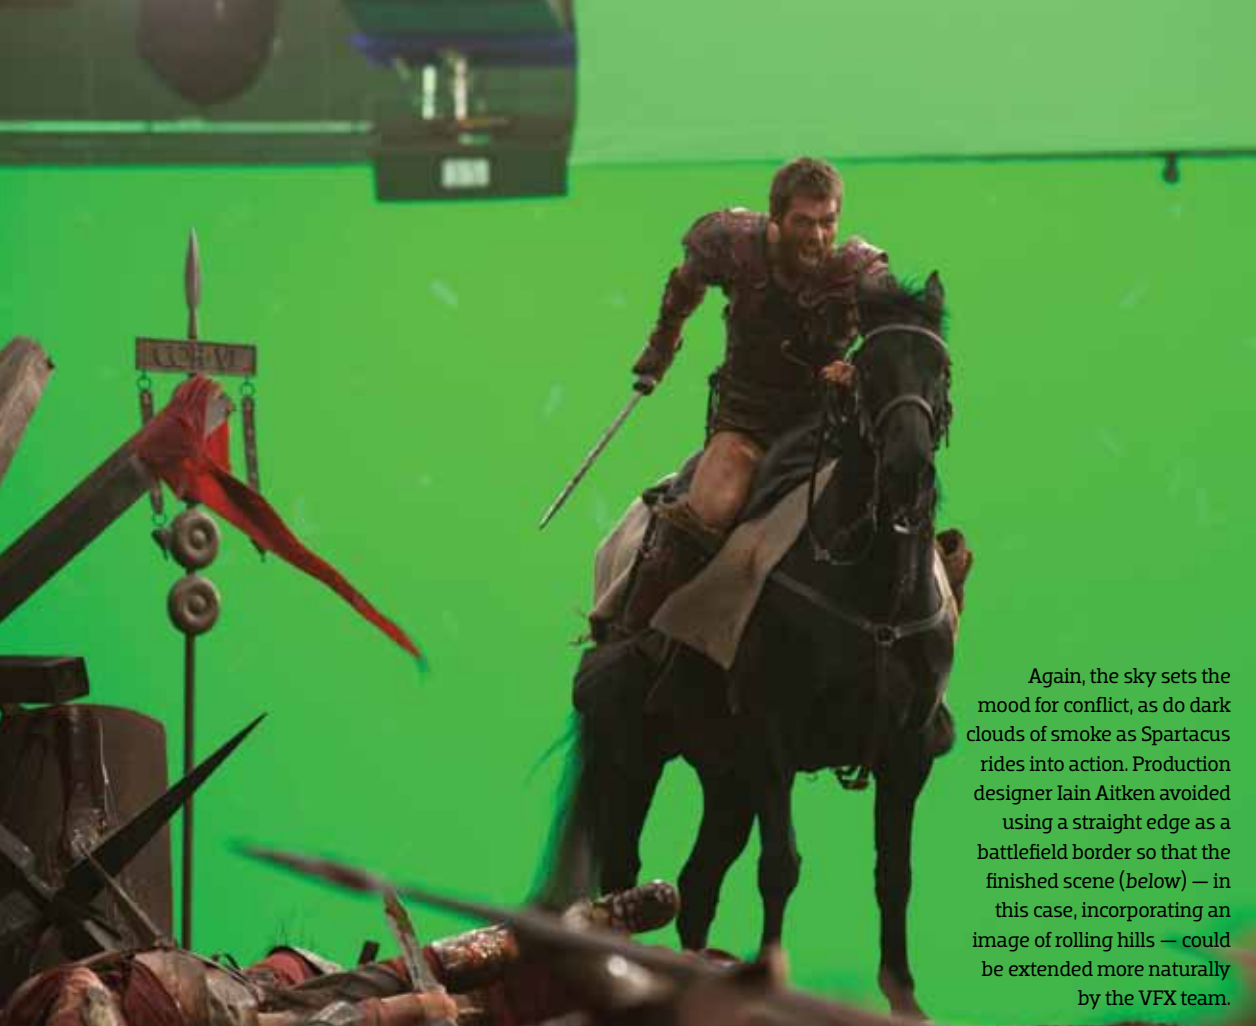 Again, the sky sets the
mood for conflict, as do dark
clouds of smoke as Spartacus
rides into action. Production
designer Iain Aitken avoided
using a straight edge as a
battlefield border so that the
finished scene (below) — in
this case, incorporating an
image of rolling hills — could
be extended more naturally
by the VFX team.